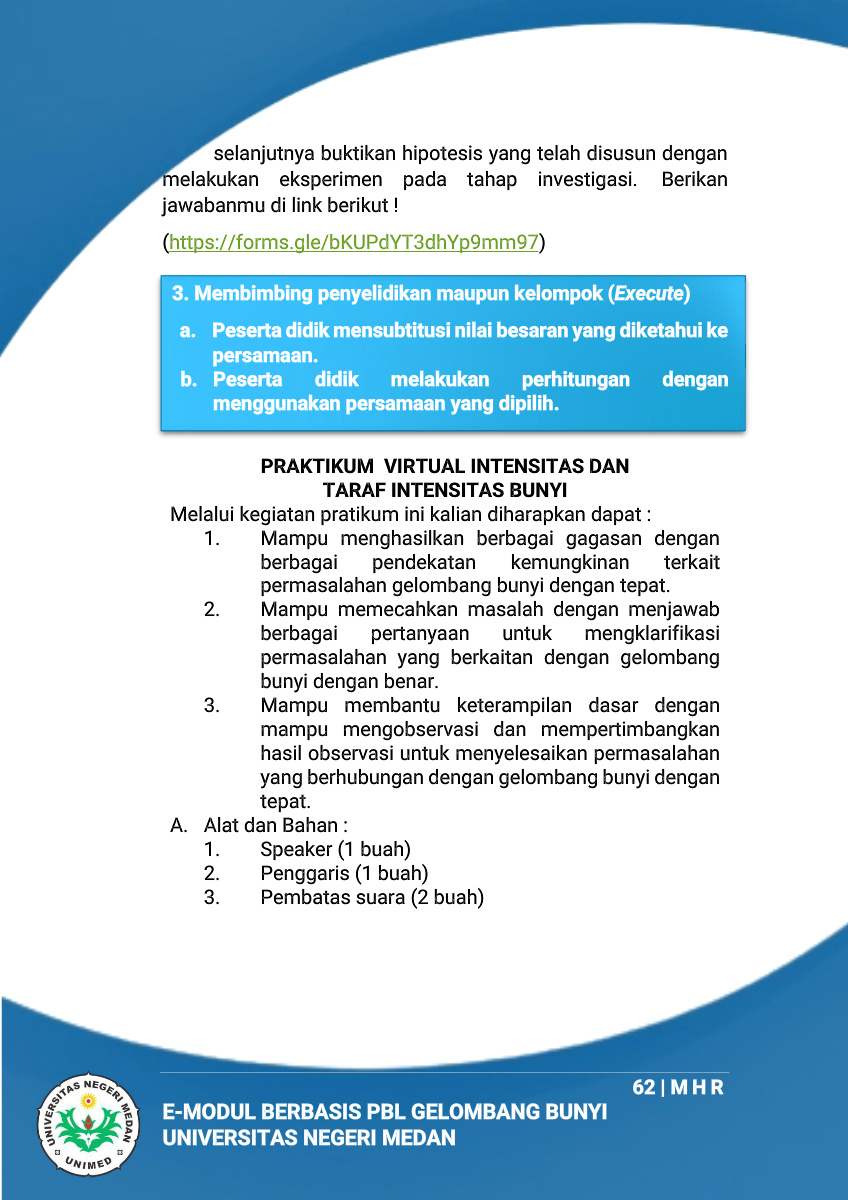 selanjutnya buktikan hipotesis yang telah disusun dengan
melakukan eksperimen pada tahap investigasi. Berikan
jawabanmu di link berikut !
(https://forms.gle/bKUPdYT3dhYp9mm97)
3. Membimbing penyelidikan maupun kelompok (Execute)
a. Peserta didik mensubtitusi nilai besaran yang diketahui ke
persamaan.
b. Peserta didik melakukan perhitungan dengan
menggunakan persamaan yang dipilih.
PRAKTIKUM VIRTUAL INTENSITAS DAN
TARAF INTENSITAS BUNYI
Melalui kegiatan pratikum ini kalian diharapkan dapat :
1. Mampu menghasilkan berbagai gagasan dengan
berbagai pendekatan kemungkinan terkait
permasalahan gelombang bunyi dengan tepat.
2. Mampu memecahkan masalah dengan menjawab
berbagai pertanyaan untuk mengklarifikasi
permasalahan yang berkaitan dengan gelombang
bunyi dengan benar.
3. Mampu membantu keterampilan dasar dengan
mampu mengobservasi dan mempertimbangkan
hasil observasi untuk menyelesaikan permasalahan
yang berhubungan dengan gelombang bunyi dengan
tepat.
A. Alat dan Bahan :
1. Speaker (1 buah)
2. Penggaris (1 buah)
3. Pembatas suara (2 buah)
62 | M H R
E-MODUL BERBASIS PBL GELOMBANG BUNYI
UNIVERSITAS NEGERI MEDAN
UNIVERSITAS NEGERI MEDAN
UNIMED